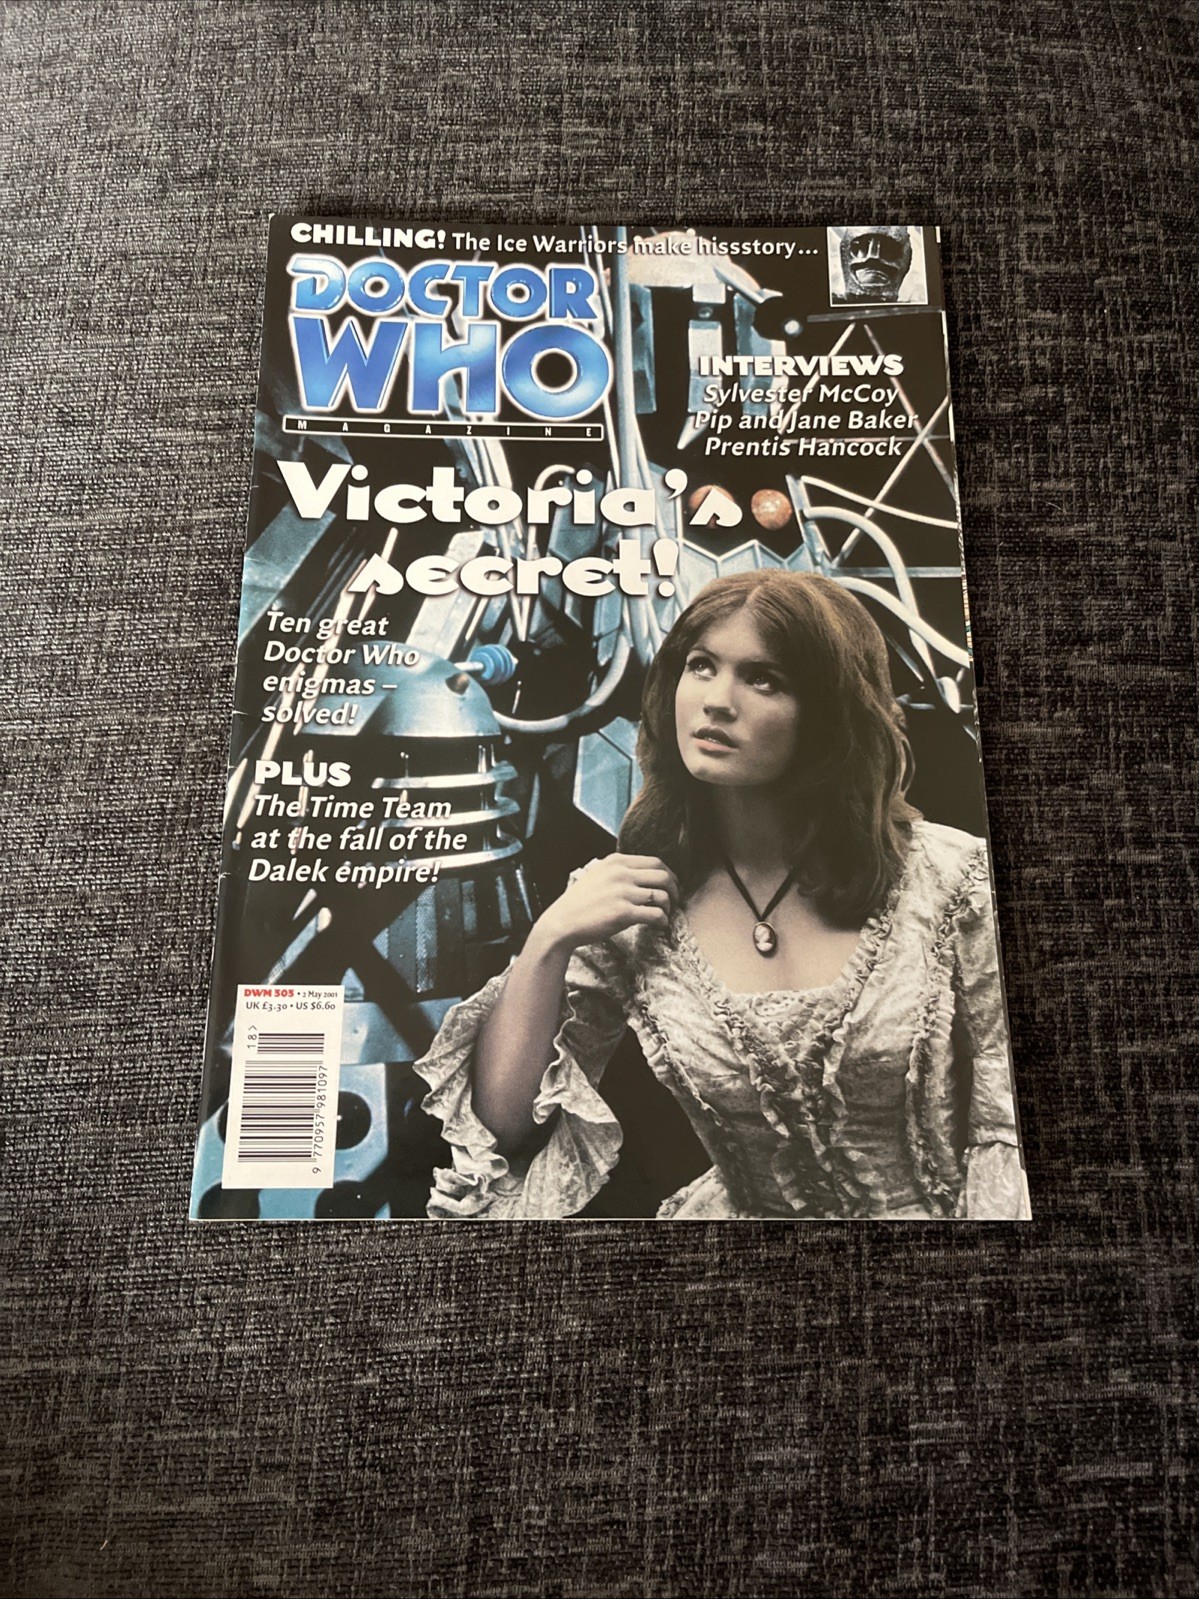 CHILLING! The Ice Warriors make hissstory...
DOCTOR
WHO
MAGAZINE
INTERVIEWS
Sylvester McCoy
Pip and Jane Baker
Prentis Hancock
Victoria's
secret!
Ten great
Doctor Who
enigmas –
solved!
PLUS
The Time Team
at the fall of the
Dalek empire!
DWM 303 • 2 May 2001
UK £3.30 • US $6.60
18>
9 770957 981097